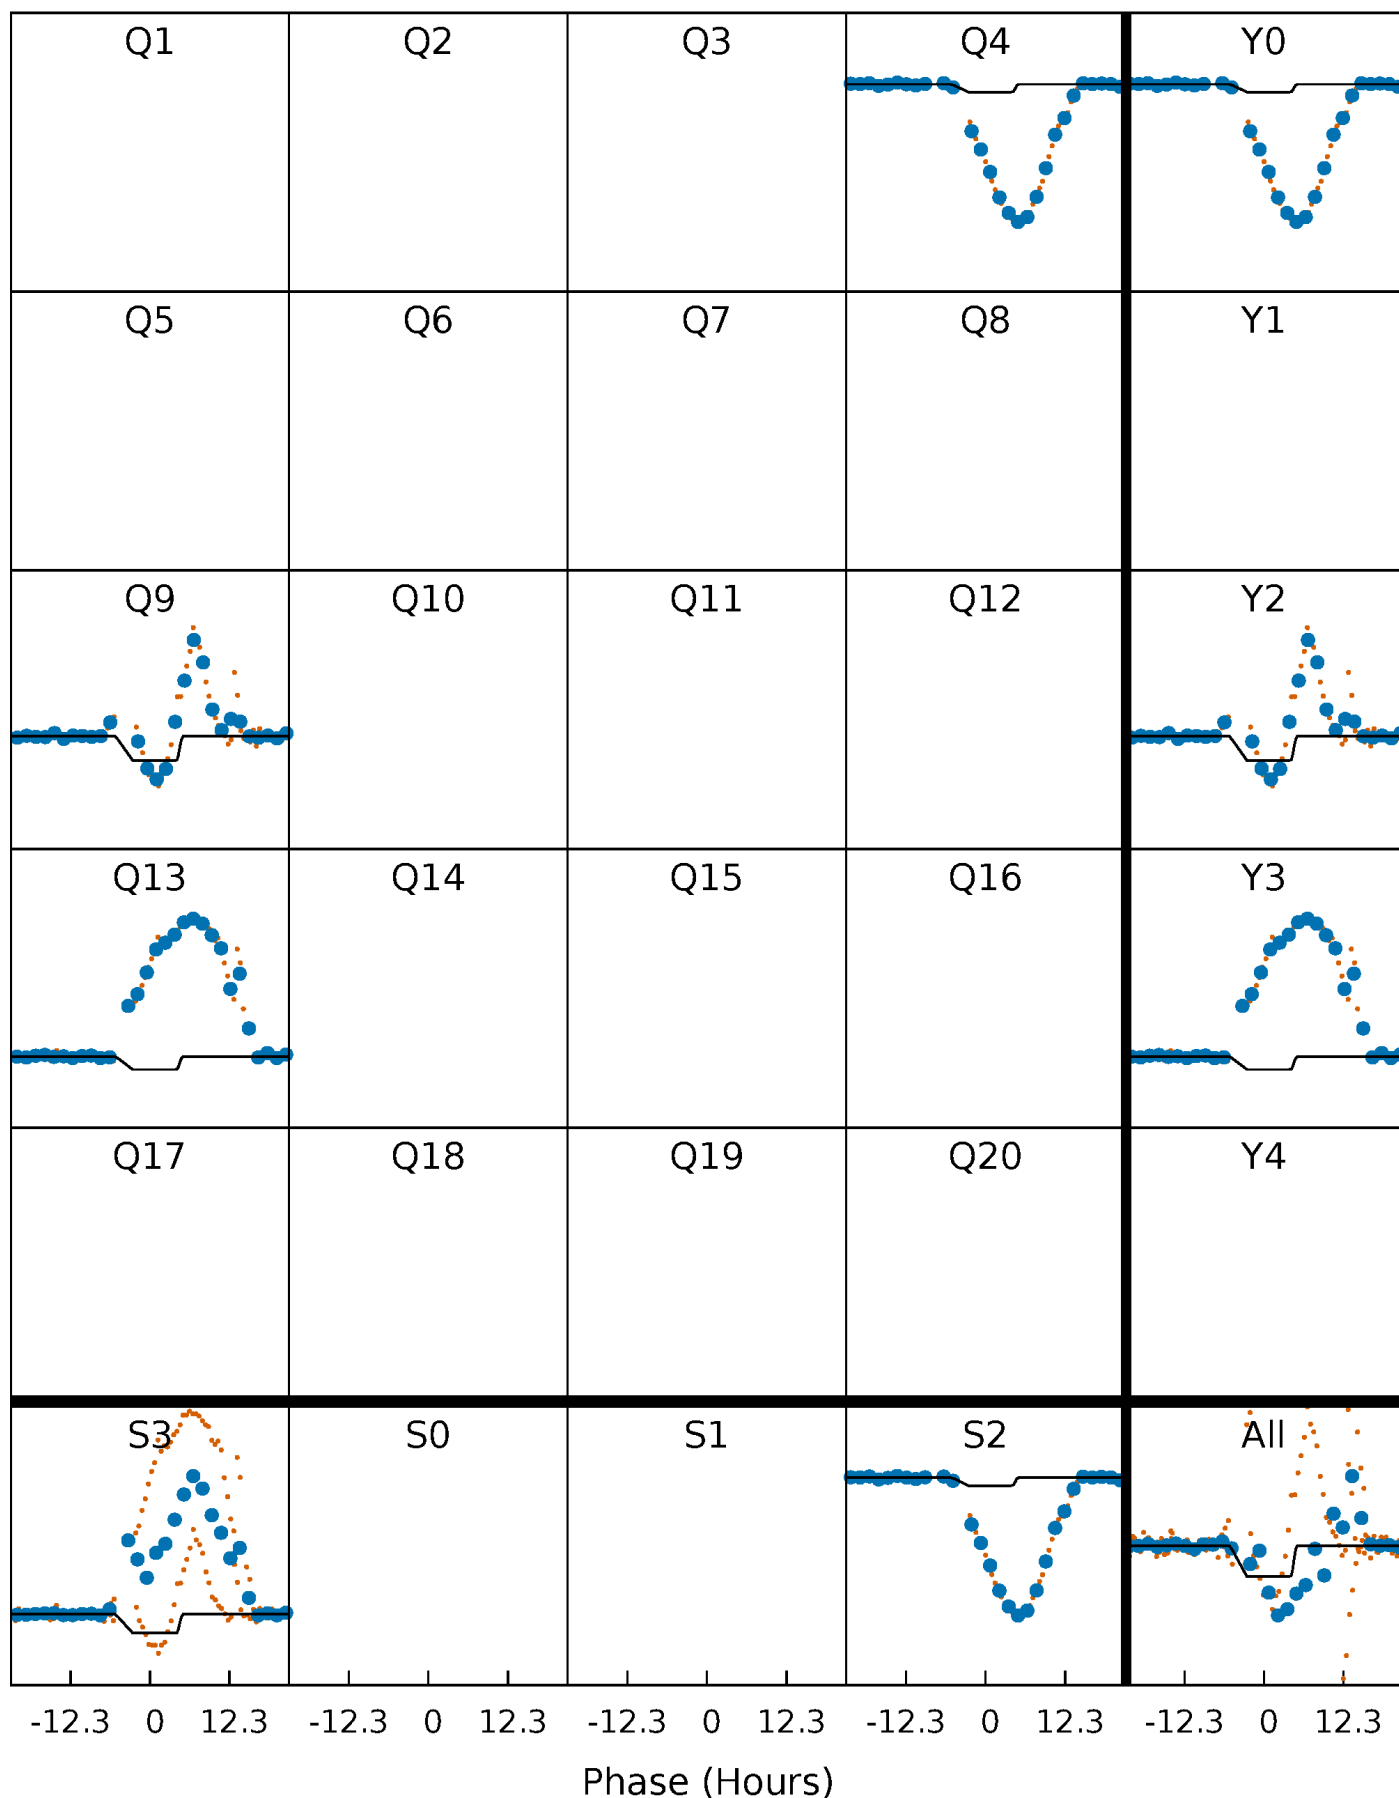 Q1 Q2 Q3 Q4 Y0
Q5 Q6 Q7 Q8 Y1
Q9 Q10 Q11 Q12 Y2
Q13 Q14 Q15 Q16 Y3
Q17 Q18 Q19 Q20 Y4
S3 S0 S1 S2 All
-12.3 0 12.3 -12.3 0 12.3 -12.3 0 12.3 -12.3 0 12.3 -12.3 0 12.3
Phase (Hours)